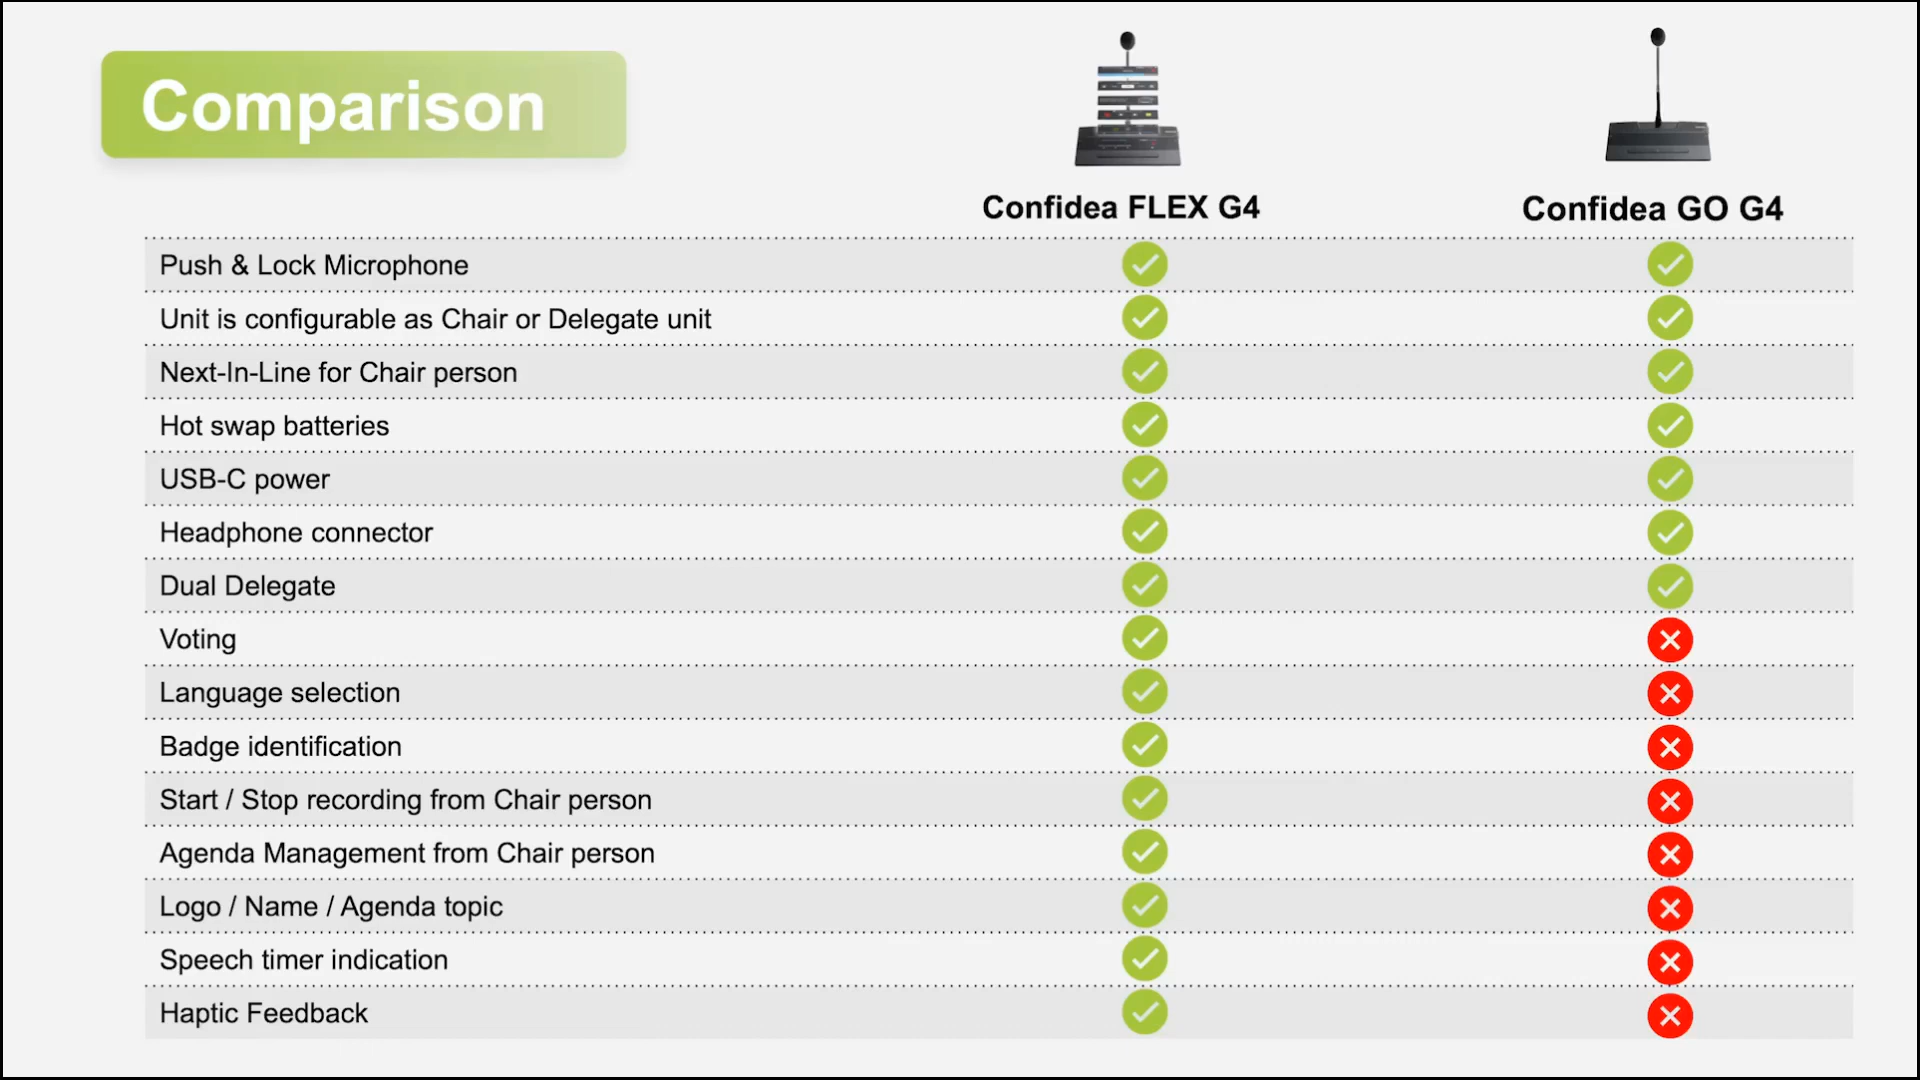 Comparison
Confidea FLEX G4
Confidea GO G4
Push & Lock Microphone
Unit is configurable as Chair or Delegate unit
Next-In-Line for Chair person
Hot swap batteries
USB-C power
Headphone connector
Dual Delegate
Voting
Language selection
Badge identification
Start / Stop recording from Chair person
Agenda Management from Chair person
Logo / Name / Agenda topic
Speech timer indication
Haptic Feedback